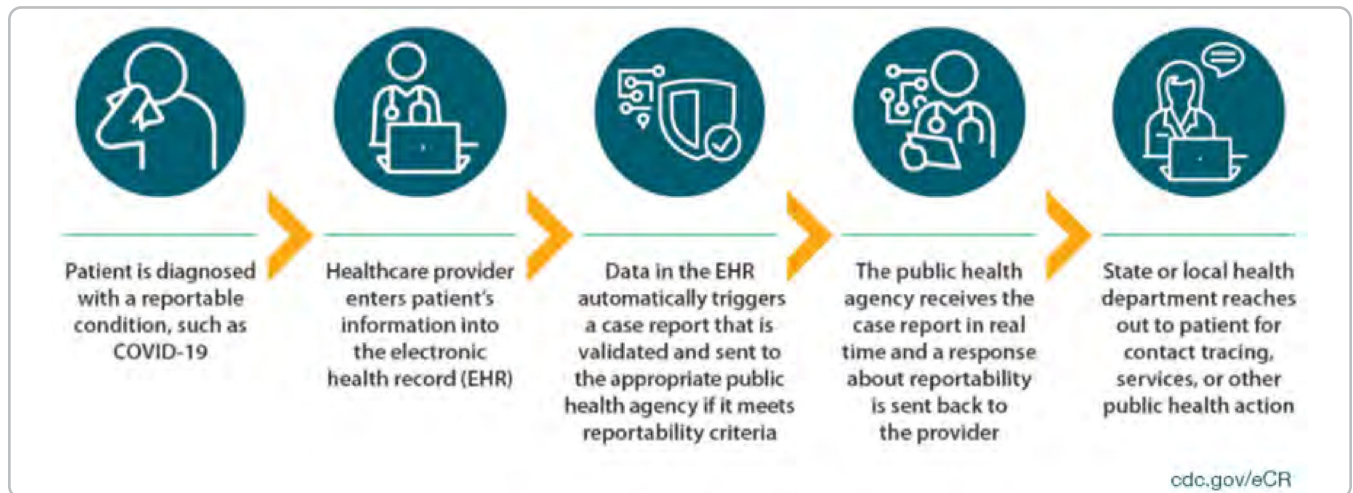 Patient is diagnosed
with a reportable
condition, such as
COVID-19
Healthcare provider
enters patient's
information into
the electronic
health record (EHR)
Data in the EHR
automatically triggers
a case report that is
validated and sent to
the appropriate public
health agency if it meets
reportability criteria
The public health
agency receives the
case report in real
time and a response
about reportability
is sent back to
the provider
State or local health
department reaches
out to patient for
contact tracing,
services, or other
public health action
cdc.gov/eCR